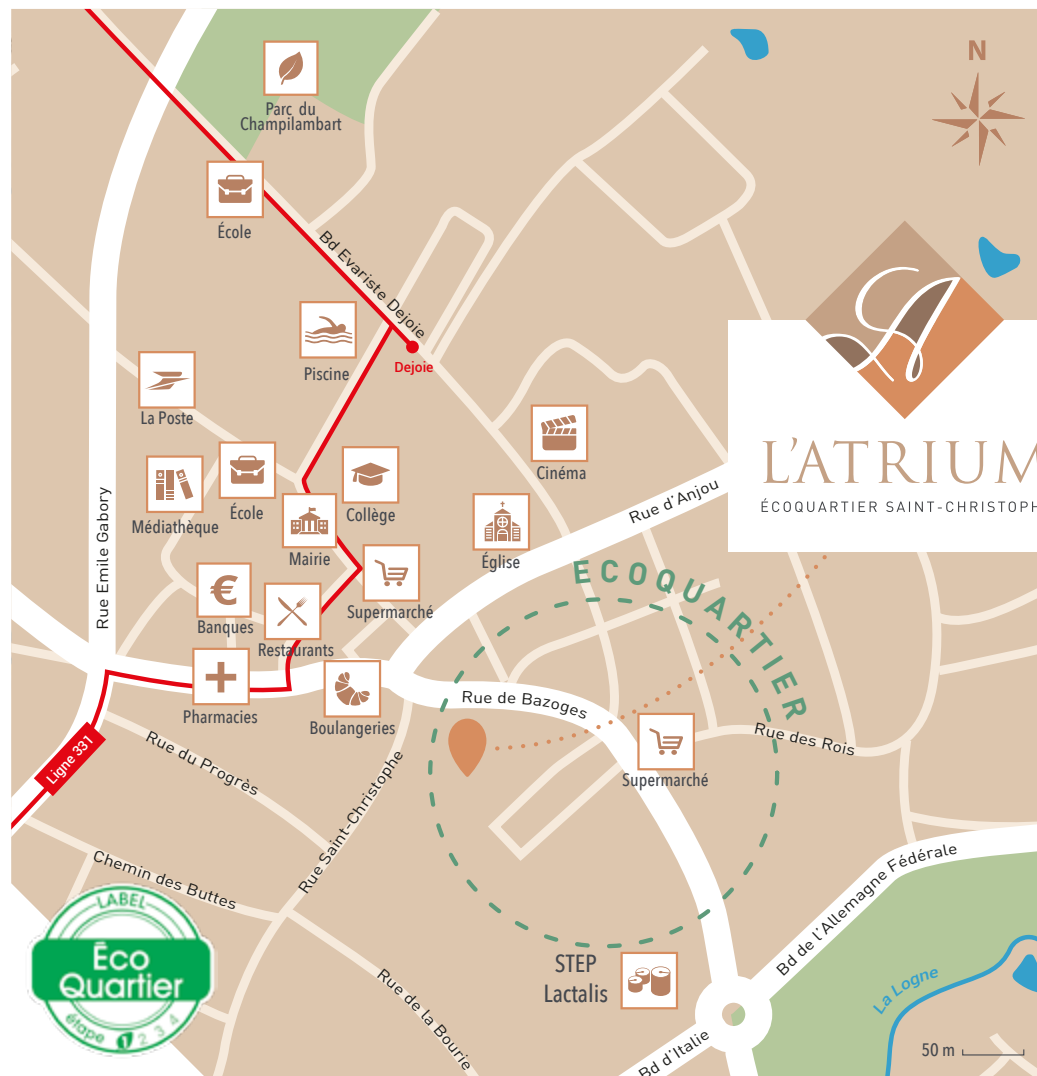 N
Parc du
Champilambart
École
Bd Evariste Dejoie
Piscine
Dejoie
La Poste
L'ATRIUM
ÉCOQUARTIER SAINT-CHRISTOPH
Cinéma
Rue d'Anjou
École
Collège
Médiathèque
Mairie
Église
Rue Emile Gabory
ECOQUARTIER
Supermarché
€
Banques
Restaurants
Rue de Bazoges
Pharmacies
Boulangeries
Rue des Rois
Ligne 331
Rue du Progrès
Supermarché
Rue Saint-Christophe
Chemin des Buttes
Bd de l'Allemagne Fédérale
LABEL
Éco
Quartier
étape 1 2 3 4
STEP
Lactalis
Rue de la Bourie
La Logne
Bd d'Italie
50 m